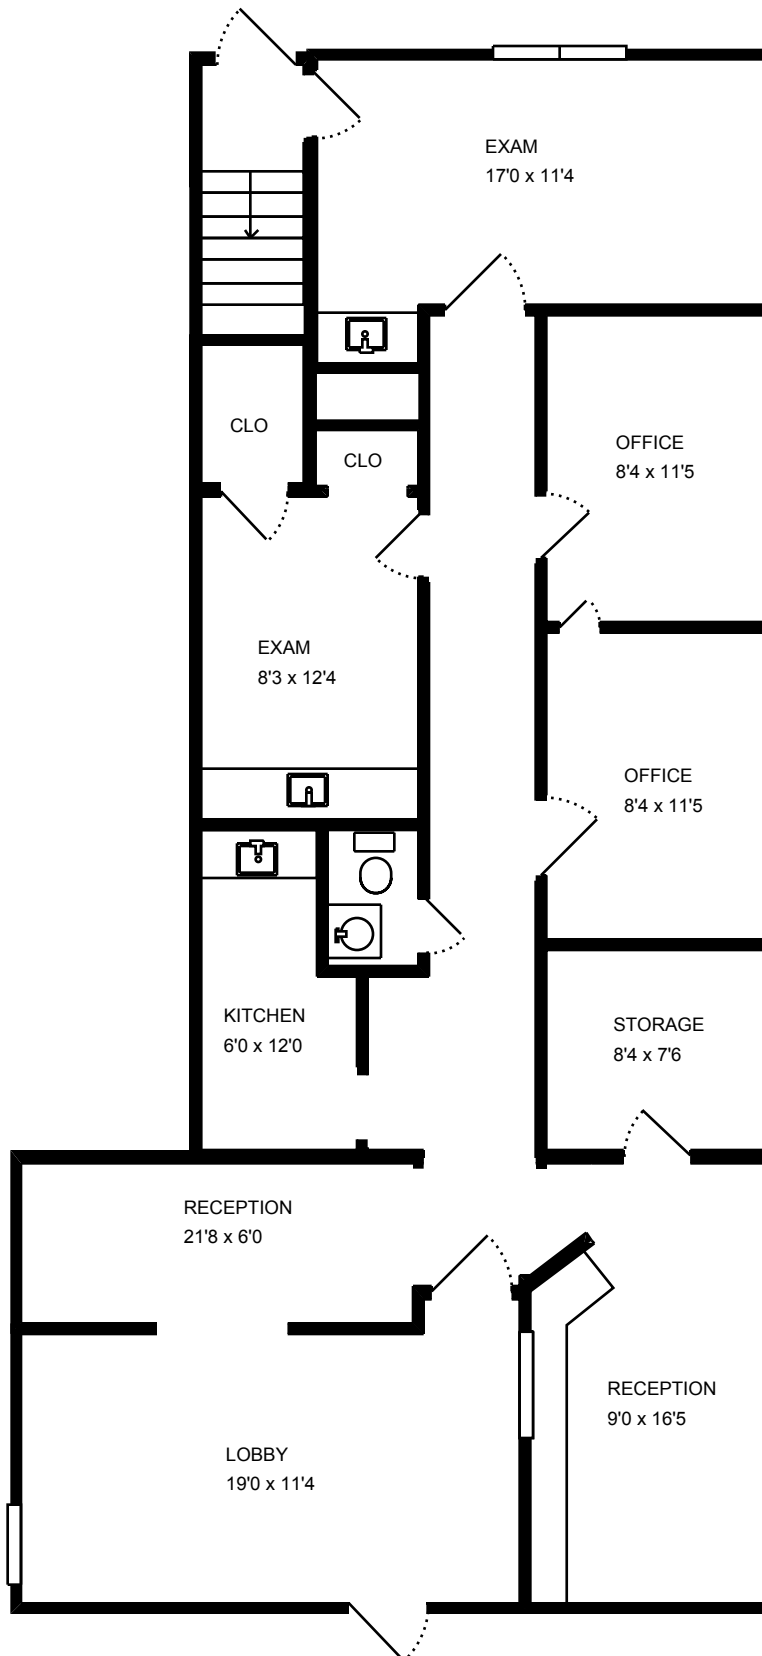 EXAM
17'0 x 11'4
CLO
OFFICE
8'4 x 11'5
CLO
EXAM
8'3 x 12'4
OFFICE
8'4 x 11'5
KITCHEN
6'0 x 12'0
STORAGE
8'4 x 7'6
RECEPTION
21'8 x 6'0
RECEPTION
9'0 x 16'5
LOBBY
19'0 x 11'4